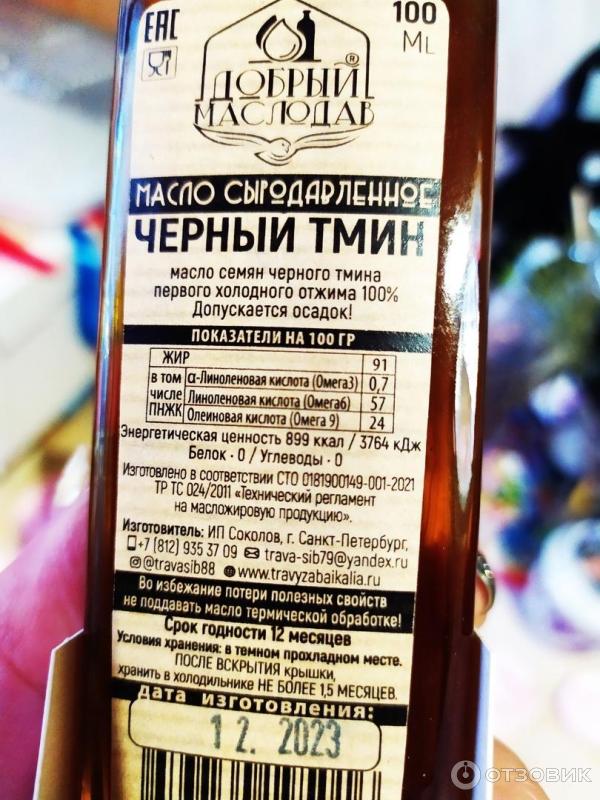 EAC
100
ML
ДОБРЫЙ
®
МАСЛОДАВ
МАСЛО СЫРОДАВЛЕННОЕ
ЧЕРНЫЙ ТМИН
масло семян черного тмина
первого холодного отжима 100%
Допускается осадок!
ПОКАЗАТЕЛИ НА 100 ГР
ЖИР 91
в том числе ПНЖК
α-Линоленовая кислота (Омега3) 0,7
Линоленовая кислота (Омега6) 57
Олеиновая кислота (Омега 9) 24
Энергетическая ценность 899 ккал / 3764 кДж
Белок - 0 / Углеводы - 0
Изготовлено в соответствии СТО 0181900149-001-2021
ТР ТС 024/2011 «Технический регламент
на масложировую продукцию».
Изготовитель: ИП Соколов, г. Санкт-Петербург,
+7 (812) 935 37 09 trava-sib79@yandex.ru
@travasib88 www.travyzabaikalia.ru
Во избежание потери полезных свойств
не поддавать масло термической обработке!
Срок годности 12 месяцев
Условия хранения: в темном прохладном месте.
ПОСЛЕ ВСКРЫТИЯ КРЫШКИ,
хранить в холодильнике НЕ БОЛЕЕ 1,5 МЕСЯЦЕВ.
дата изготовления:
12. 2023
ОТЗОВИК